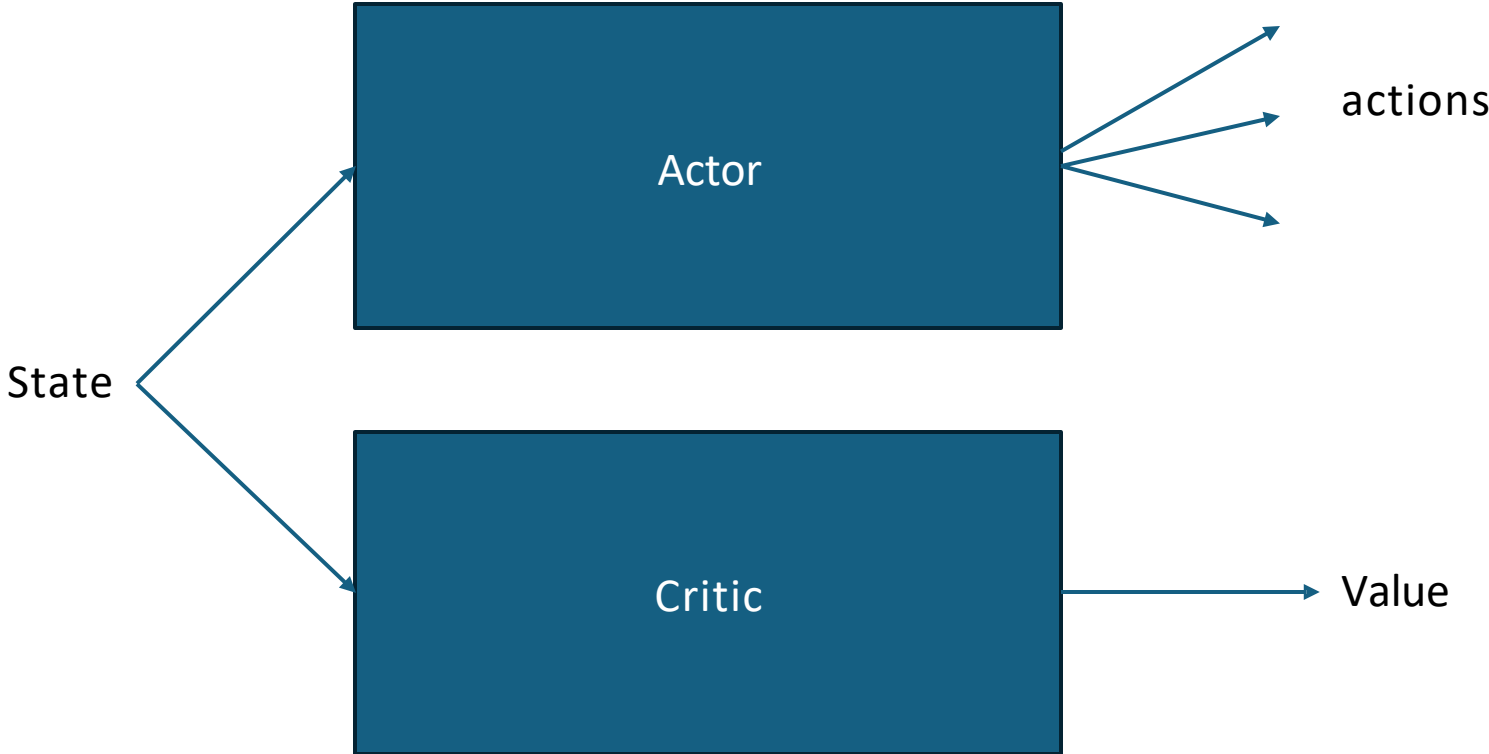 actions
Actor
State
Critic
Value